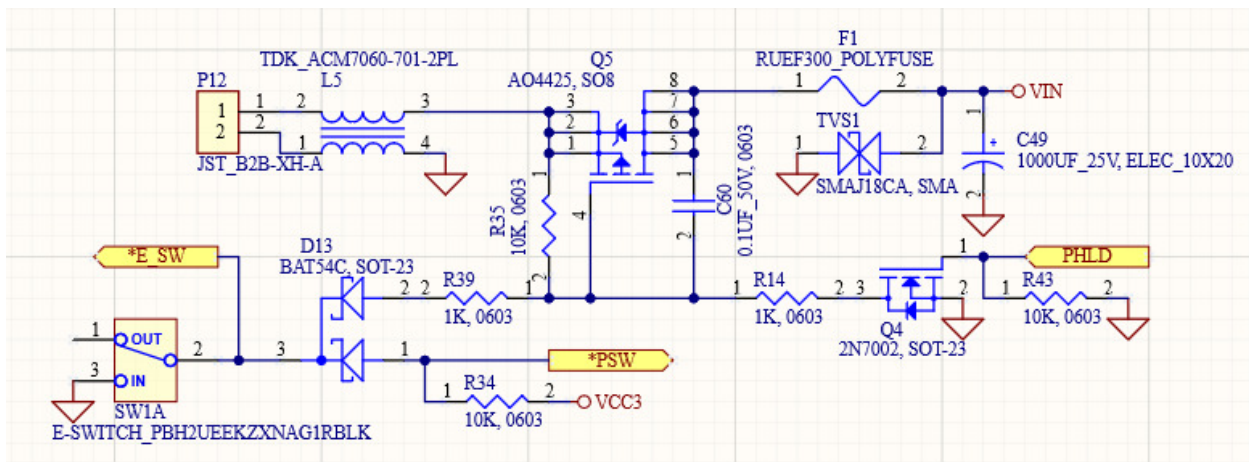 F1
RUEF300_POLYFUSE
TDK_ACM7060-701-2PL
L5
Q5
AO4425, SO8
P12
1
2
JST_B2B-XH-A
1
2
2
1
3
4
3
2
1
8
7
6
5
4
1
2
VIN
TVS1
1
2
SMAJ18CA, SMA
1
+
2
C49
1000UF_25V, ELEC_10X20
R35
10K, 0603
1
2
1
2
C60
0.1UF_50V, 0603
*E_SW
D13
BAT54C, SOT-23
2
2
R39
1
1K, 0603
1
R14
2
1K, 0603
3
1
2
Q4
2N7002, SOT-23
PHLD
1
R43
2
10K, 0603
1
OUT
2
3
IN
SW1A
E-SWITCH_PBH2UEEKZXNAG1RBLK
3
1
*PSW
1
R34
2
10K, 0603
VCC3